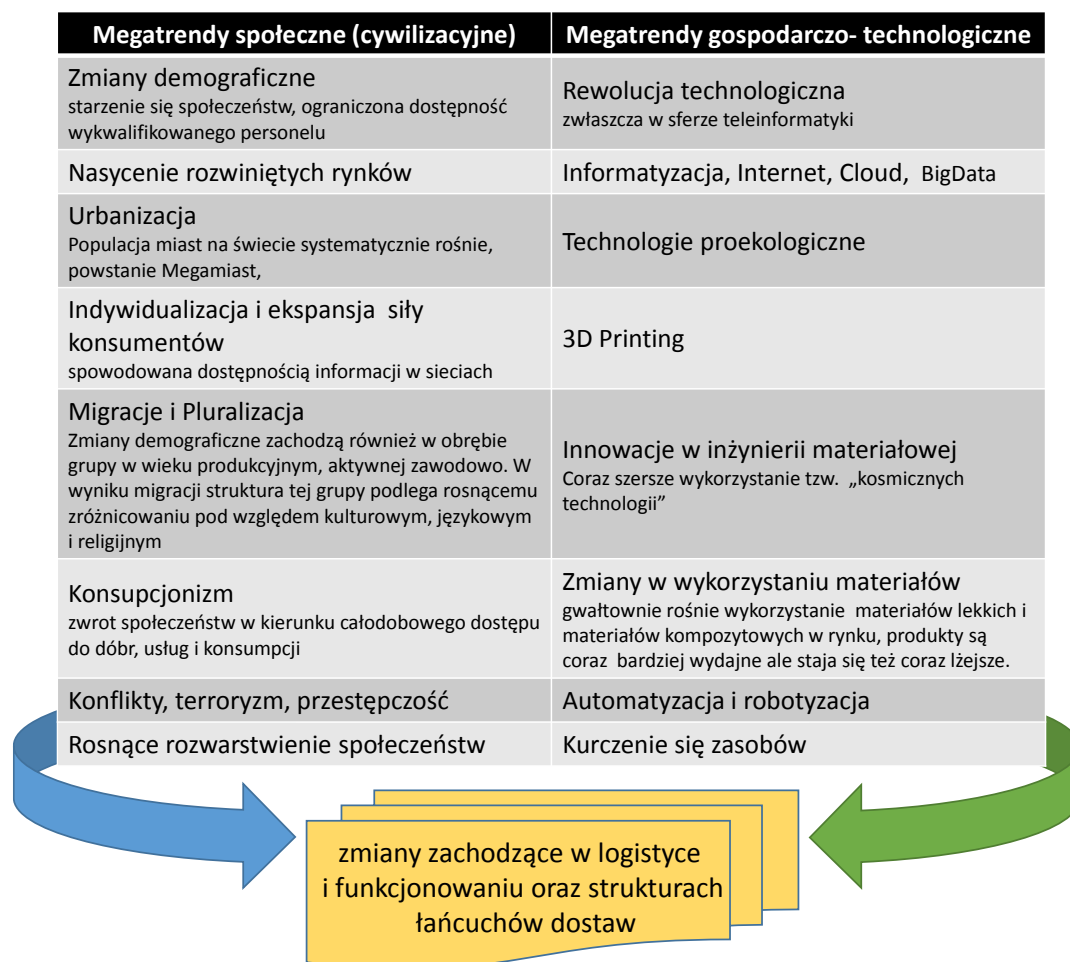 Megatrendy społeczne (cywilizacyjne)
Megatrendy gospodarczo- technologiczne
Zmiany demograficzne
starzenie się społeczeństw, ograniczona dostępność
wykwalifikowanego personelu
Rewolucja technologiczna
zwłaszcza w sferze teleinformatyki
Nasycenie rozwiniętych rynków
Informatyzacja, Internet, Cloud, BigData
Urbanizacja
Populacja miast na świecie systematycznie rośnie,
powstanie Megamiast,
Technologie proekologiczne
Indywidualizacja i ekspansja siły
konsumentów
spowodowana dostępnością informacji w sieciach
3D Printing
Migracje i Pluralizacja
Zmiany demograficzne zachodzą również w obrębie
grupy w wieku produkcyjnym, aktywnej zawodowo. W
wyniku migracji struktura tej grupy podlega rosnącemu
zróżnicowaniu pod względem kulturowym, językowym
i religijnym
Innowacje w inżynierii materiałowej
Coraz szersze wykorzystanie tzw. „kosmicznych
technologii”
Konsupcjonizm
zwrot społeczeństw w kierunku całodobowego dostępu
do dóbr, usług i konsumpcji
Zmiany w wykorzystaniu materiałów
gwałtownie rośnie wykorzystanie materiałów lekkich i
materiałów kompozytowych w rynku, produkty są
coraz bardziej wydajne ale staja się też coraz lżejsze.
Konflikty, terroryzm, przestępczość
Automatyzacja i robotyzacja
Rosnące rozwarstwienie społeczeństw
Kurczenie się zasobów
zmiany zachodzące w logistyce
i funkcjonowaniu oraz strukturach
łańcuchów dostaw